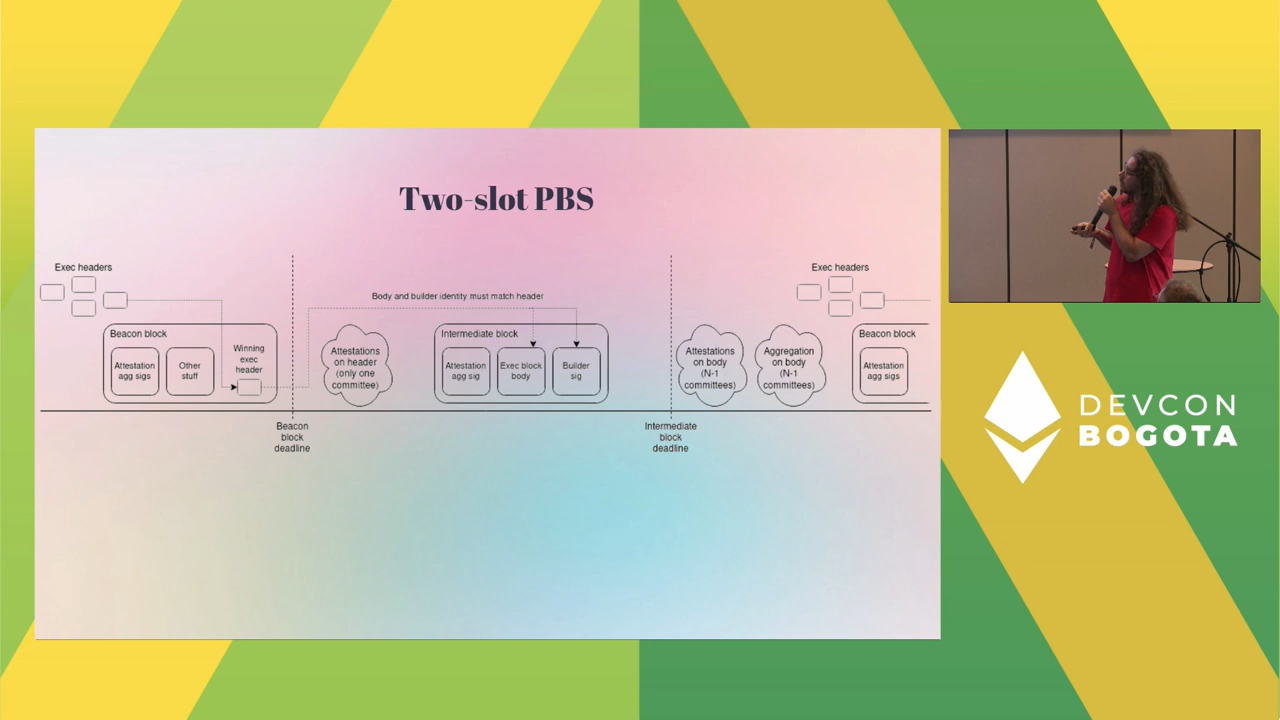 Two-slot PBS
Exec headers
Body and builder identity must match header
Exec headers
Beacon block
Attestation
agg sigs
Other
stuff
Winning
exec
header
Attestations
on header
(only one
committee)
Intermediate block
Attestation
agg sig
Exec block
body
Builder
sig
Attestations
on body
(N-1
committees)
Aggregation
on body
(N-1
committees)
Beacon block
Attestation
agg sigs
Beacon
block
deadline
Intermediate
block
deadline
DEVCON
BOGOTA